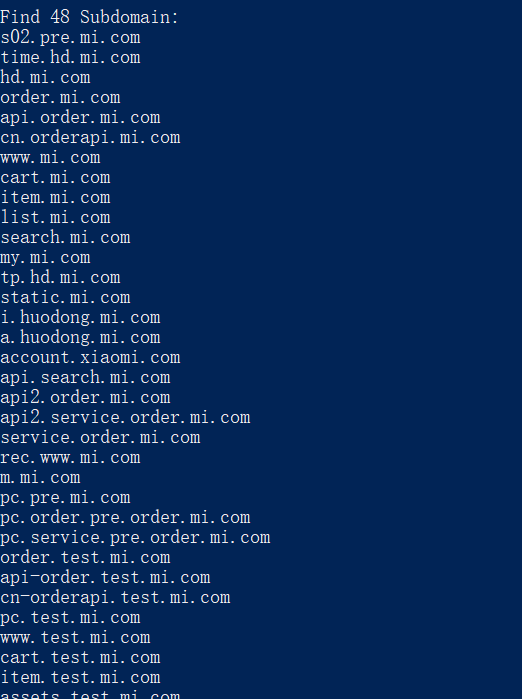 Find 48 Subdomain:
s02.pre.mi.com
time.hd.mi.com
hd.mi.com
order.mi.com
api.order.mi.com
cn.orderapi.mi.com
www.mi.com
cart.mi.com
item.mi.com
list.mi.com
search.mi.com
my.mi.com
tp.hd.mi.com
static.mi.com
i.huodong.mi.com
a.huodong.mi.com
account.xiaomi.com
api.search.mi.com
api2.order.mi.com
api2.service.order.mi.com
service.order.mi.com
rec.www.mi.com
m.mi.com
pc.pre.mi.com
pc.order.pre.order.mi.com
pc.service.pre.order.mi.com
order.test.mi.com
api-order.test.mi.com
cn-orderapi.test.mi.com
pc.test.mi.com
www.test.mi.com
cart.test.mi.com
item.test.mi.com
assets.test.mi.com